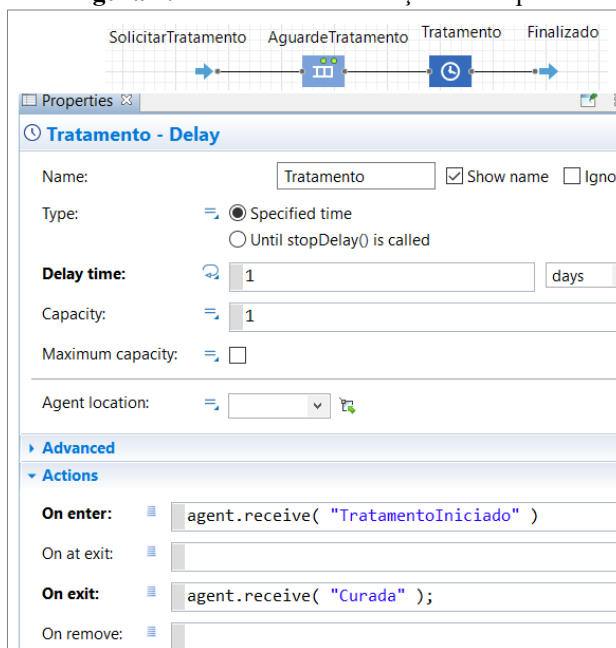 SolicitarTratamento AguardeTratamento Tratamento Finalizado
Properties
Tratamento - Delay
Name: Tratamento Show name Igno
Type: Specified time
Until stopDelay() is called
Delay time: 1 days
Capacity: 1
Maximum capacity:
Agent location:
Advanced
Actions
On enter: agent.receive( "TratamentoIniciado" )
On at exit:
On exit: agent.receive( "Curada" );
On remove: